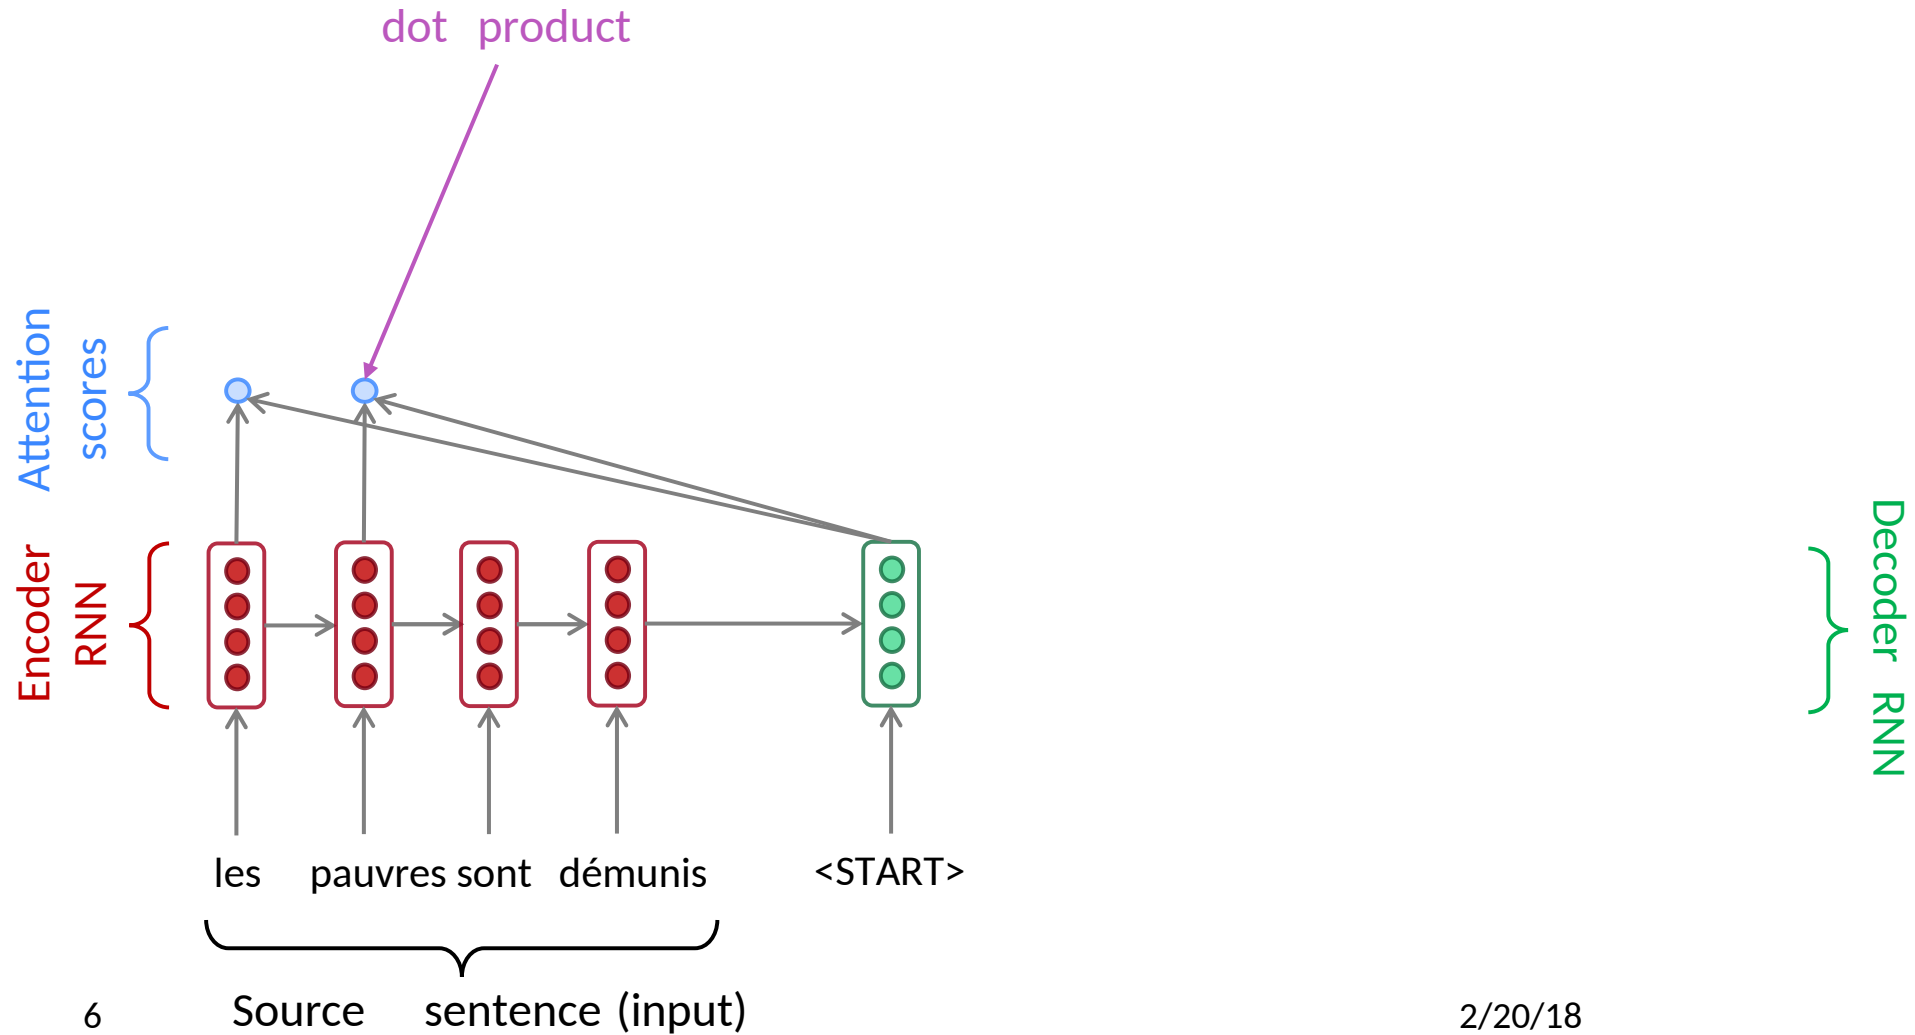 dot product
Attention
scores
Encoder
RNN
Decoder RNN
les pauvres sont démunis <START>
Source sentence (input)
6
2/20/18